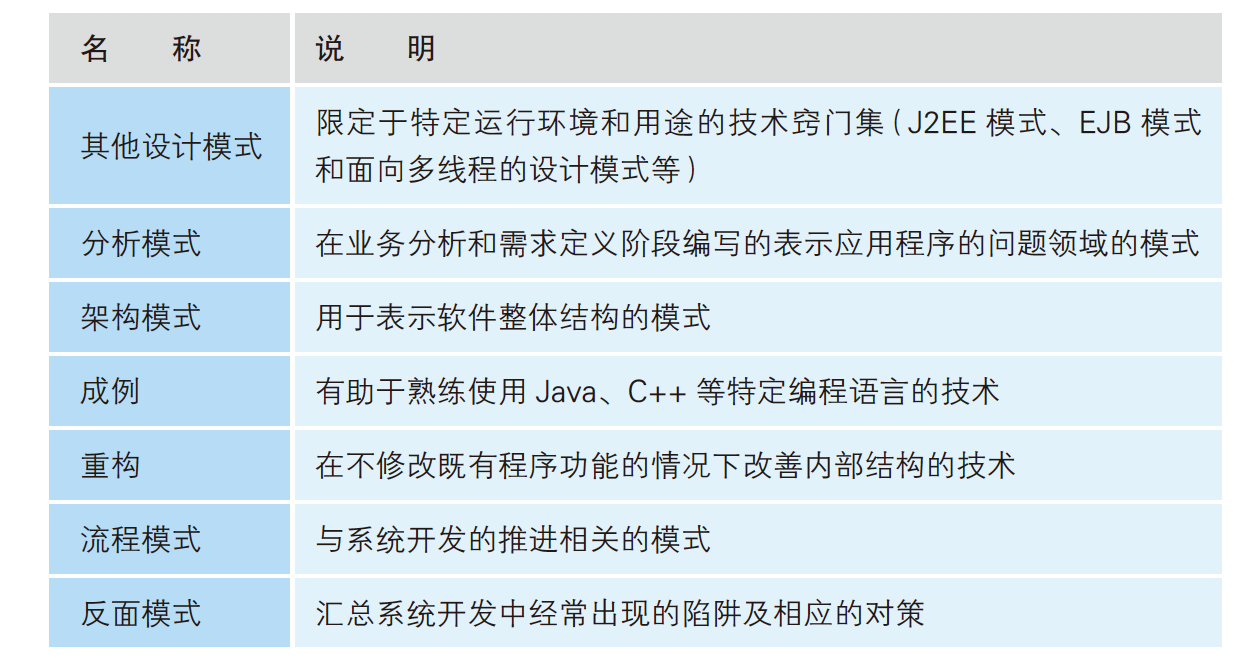 名称 说明
其他设计模式 限定于特定运行环境和用途的技术窍门集(J2EE 模式、EJB 模式
和面向多线程的设计模式等)
分析模式 在业务分析和需求定义阶段编写的表示应用程序的问题领域的模式
架构模式 用于表示软件整体结构的模式
成例 有助于熟练使用 Java、C++ 等特定编程语言的技术
重构 在不修改既有程序功能的情况下改善内部结构的技术
流程模式 与系统开发的推进相关的模式
反面模式 汇总系统开发中经常出现的陷阱及相应的对策